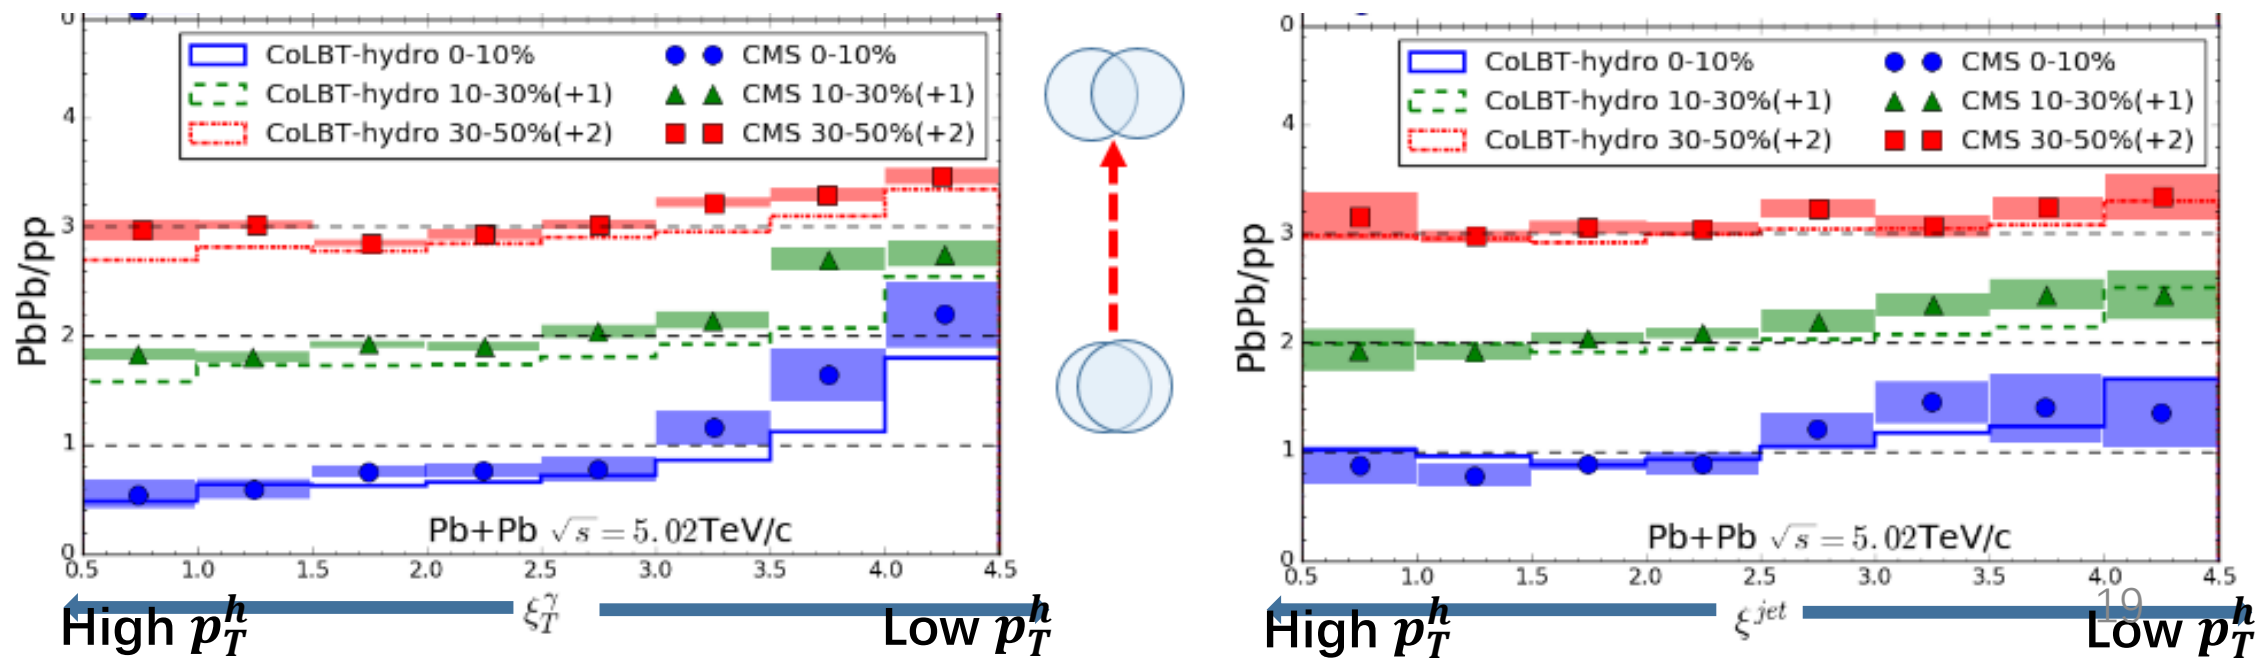 0
CoLBT-hydro 0-10% CMS 0-10%
CoLBT-hydro 10-30%(+1) CMS 10-30%(+1)
CoLBT-hydro 30-50%(+2) CMS 30-50%(+2)
4
3
2
1
0
PbPb/pp
Pb+Pb √s = 5.02TeV/c
0.5 1.0 1.5 2.0 2.5 3.0 3.5 4.0 4.5
ξ_T^γ
High p_T^h
Low p_T^h
0
CoLBT-hydro 0-10% CMS 0-10%
CoLBT-hydro 10-30%(+1) CMS 10-30%(+1)
CoLBT-hydro 30-50%(+2) CMS 30-50%(+2)
4
3
2
1
0
PbPb/pp
Pb+Pb √s = 5.02TeV/c
0.5 1.0 1.5 2.0 2.5 3.0 3.5 4.0 4.5
ξ^jet
19
High p_T^h
Low p_T^h